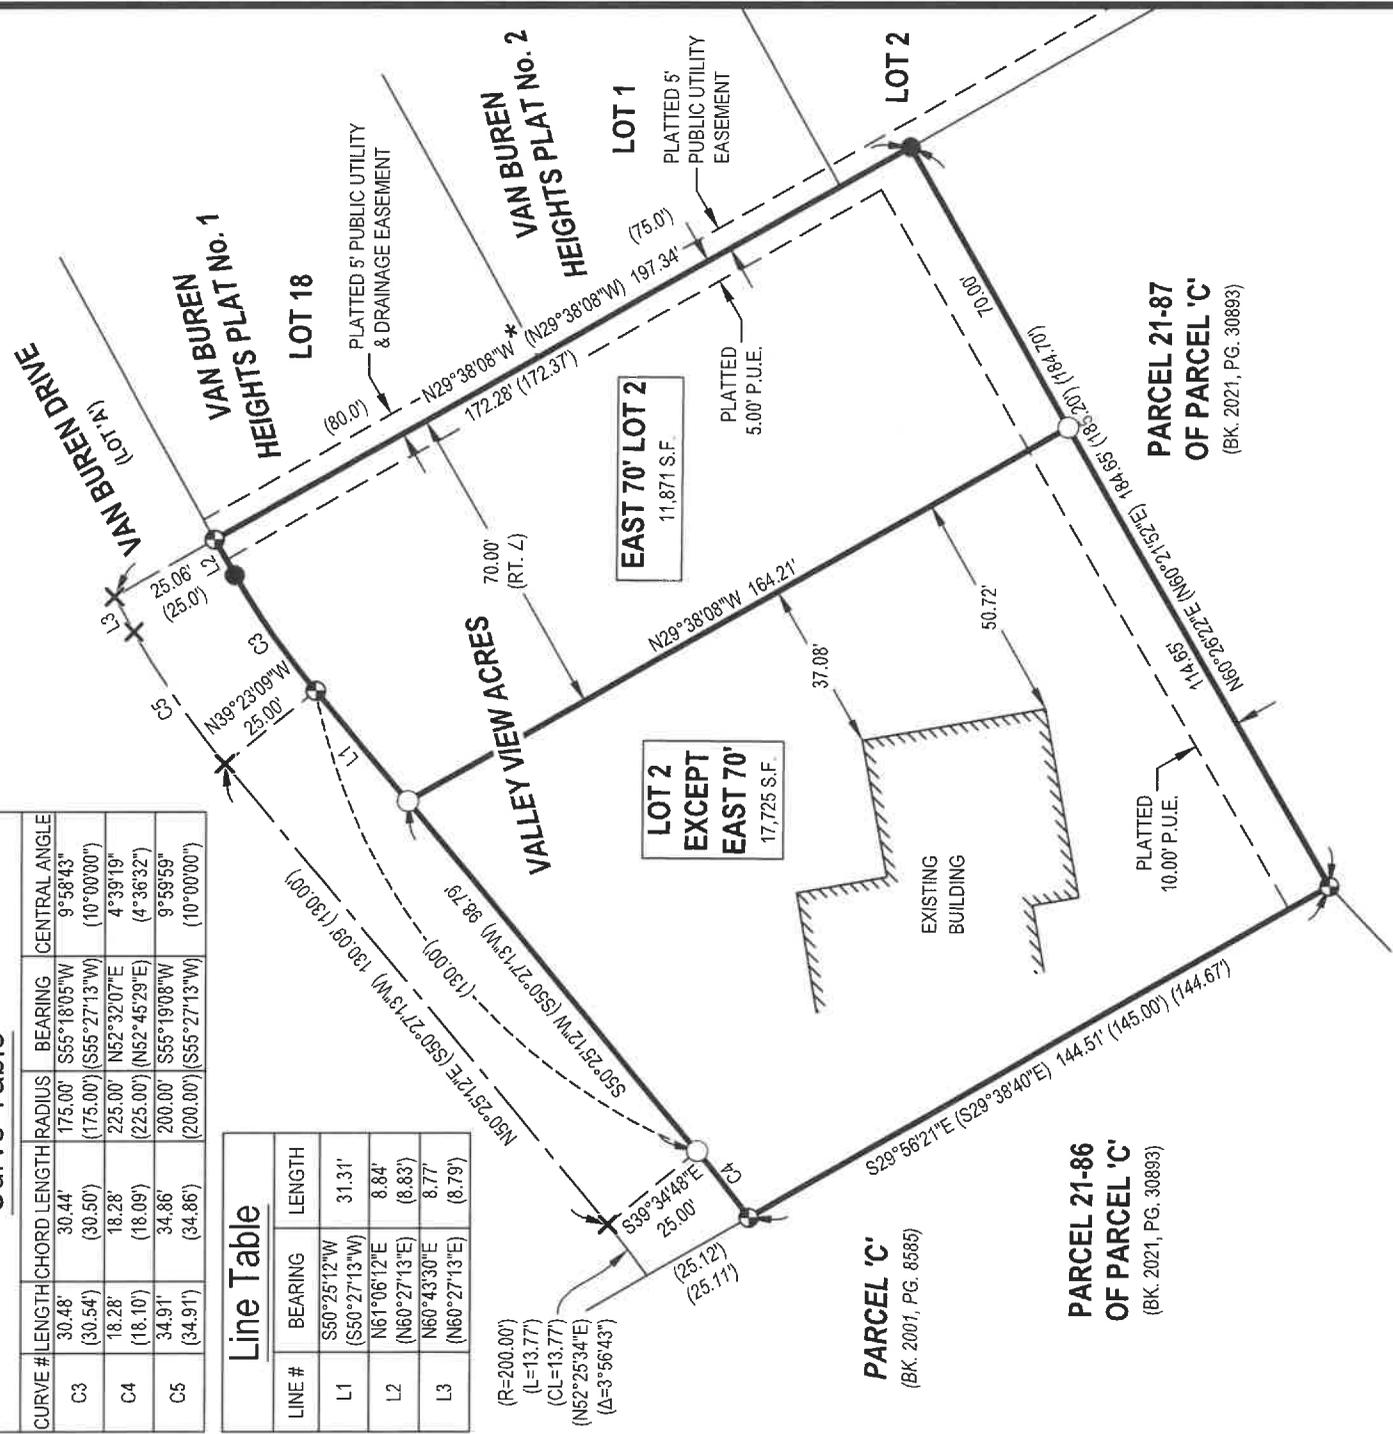 CURVE #	LENGTH	CHORD LENGTH	RADIUS	BEARING	CENTRAL ANGLE
C3	30.48'	30.44'	175.00'	S55°18'05"W	9°58'43"
(30.54')	(30.50')	(175.00')	(S55°27'13"W)	(10°00'00")
C4	18.28'	18.28'	225.00'	N52°32'07"E	4°39'19"
(18.10')	(18.09')	(225.00')	(N52°45'29"E)	(4°36'32")
C5	34.91'	34.86'	200.00'	S55°19'08"W	9°59'59"
(34.91')	(34.86')	(200.00')	(S55°27'13"W)	(10°00'00")
Line Table
LINE #	BEARING	LENGTH
L1	S50°25'12"W	31.31'
(S50°27'13"W)
L2	N61°06'12"E	8.84'
(N60°27'13"E)	(8.83')
L3	N60°43'30"E	8.77'
(N60°27'13"E)	(8.79')
(R=200.00')
(L=13.77')
(CL=13.77')
(N52°25'34"E)
(Δ=3°56'43")
VAN BUREN DRIVE
(LOT 'A')
VAN BUREN
HEIGHTS PLAT No. 1
LOT 18
PLATTED 5' PUBLIC UTILITY
& DRAINAGE EASEMENT
VAN BUREN
HEIGHTS PLAT No. 2
LOT 1
PLATTED 5'
PUBLIC UTILITY
EASEMENT
LOT 2
L3
25.06'
(25.0')
L2
C3
C5
N39°23'09"W
25.00'
L1
(80.0')
N29°38'08"W * (N29°38'08"W) 197.34'
(75.0')
172.28' (172.37')
PLATTED
5.00' P.U.E.
EAST 70' LOT 2
11,871 S.F.
70.00'
(RT. ∠)
VALLEY VIEW ACRES
N29°38'08"W 164.21'
70.00'
N50°25'12"E (S50°27'13"W) 130.09' (130.00')
(130.00')
S50°25'12"W (S50°27'13"W) 98.79'
LOT 2
EXCEPT
EAST 70'
17,725 S.F.
37.08'
50.72'
EXISTING
BUILDING
PLATTED
10.00' P.U.E.
114.65'
N60°26'22"E (N60°21'52"E) 184.65' (185.20') (184.70')
PARCEL 21-87
OF PARCEL 'C'
(BK. 2021, PG. 30893)
S39°34'48"E
25.00'
C4
(25.12')
(25.11')
S29°56'21"E (S29°38'40"E) 144.51' (145.00') (144.67')
PARCEL 'C'
(BK. 2001, PG. 8585)
PARCEL 21-86
OF PARCEL 'C'
(BK. 2021, PG. 30893)